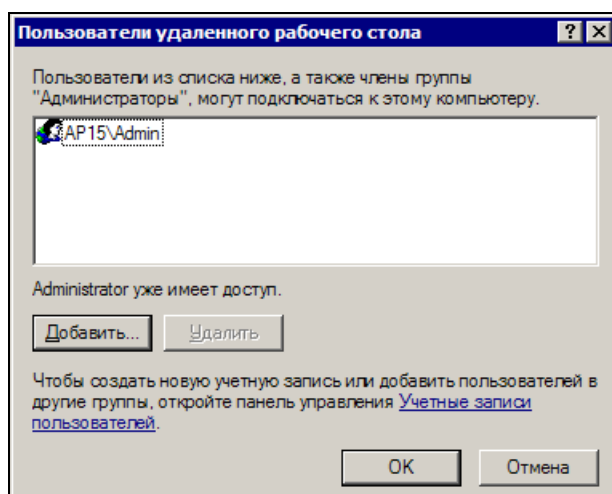 Пользователи удаленного рабочего стола
Пользователи из списка ниже, а также члены группы
"Администраторы", могут подключаться к этому компьютеру.
AP15\Admin
Administrator уже имеет доступ.
Добавить...
Удалить
Чтобы создать новую учетную запись или добавить пользователей в
другие группы, откройте панель управления Учетные записи
пользователей.
OK
Отмена